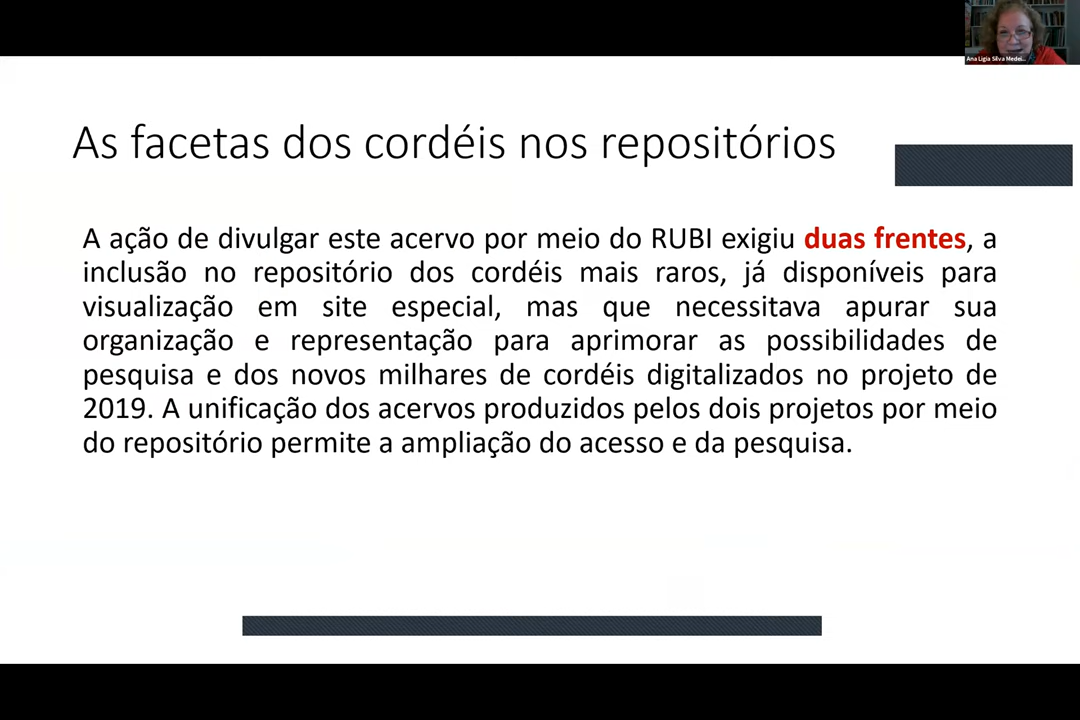 Ana Ligia Silva Medei...
As facetas dos cordéis nos repositórios
A ação de divulgar este acervo por meio do RUBI exigiu duas frentes, a
inclusão no repositório dos cordéis mais raros, já disponíveis para
visualização em site especial, mas que necessitava apurar sua
organização e representação para aprimorar as possibilidades de
pesquisa e dos novos milhares de cordéis digitalizados no projeto de
2019. A unificação dos acervos produzidos pelos dois projetos por meio
do repositório permite a ampliação do acesso e da pesquisa.